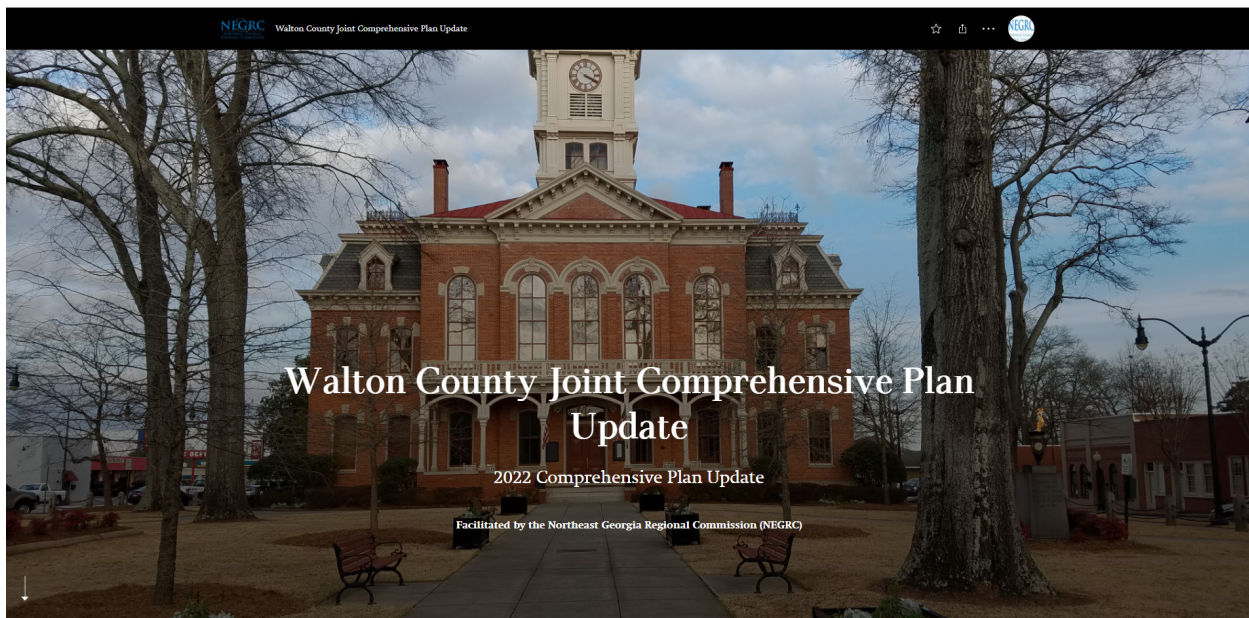 NEGRC
Walton County Joint Comprehensive Plan Update
NEGRC
Walton County Joint Comprehensive Plan
Update
2022 Comprehensive Plan Update
Facilitated by the Northeast Georgia Regional Commission (NEGRC)